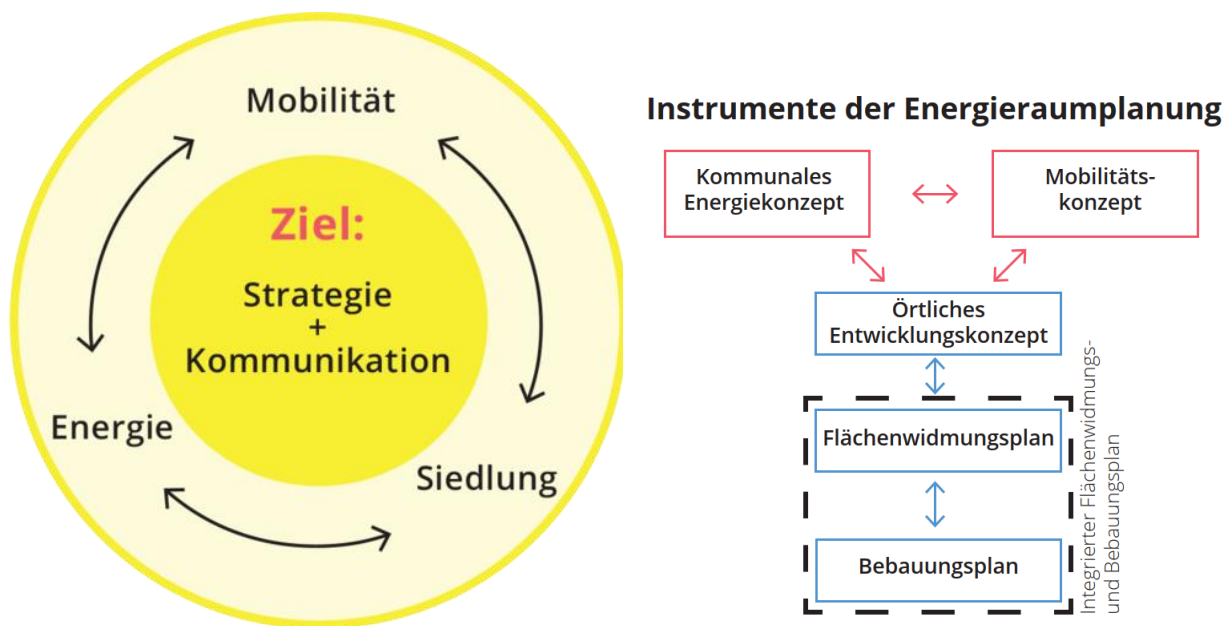 Mobilität
Ziel:
Strategie
+
Kommunikation
Energie
Siedlung
Instrumente der Energieraumplanung
Kommunales
Energiekonzept
Mobilitäts-
konzept
Örtliches
Entwicklungskonzept
Flächenwidmungsplan
Bebauungsplan
Integrierter Flächenwidmungs-
und Bebauungsplan